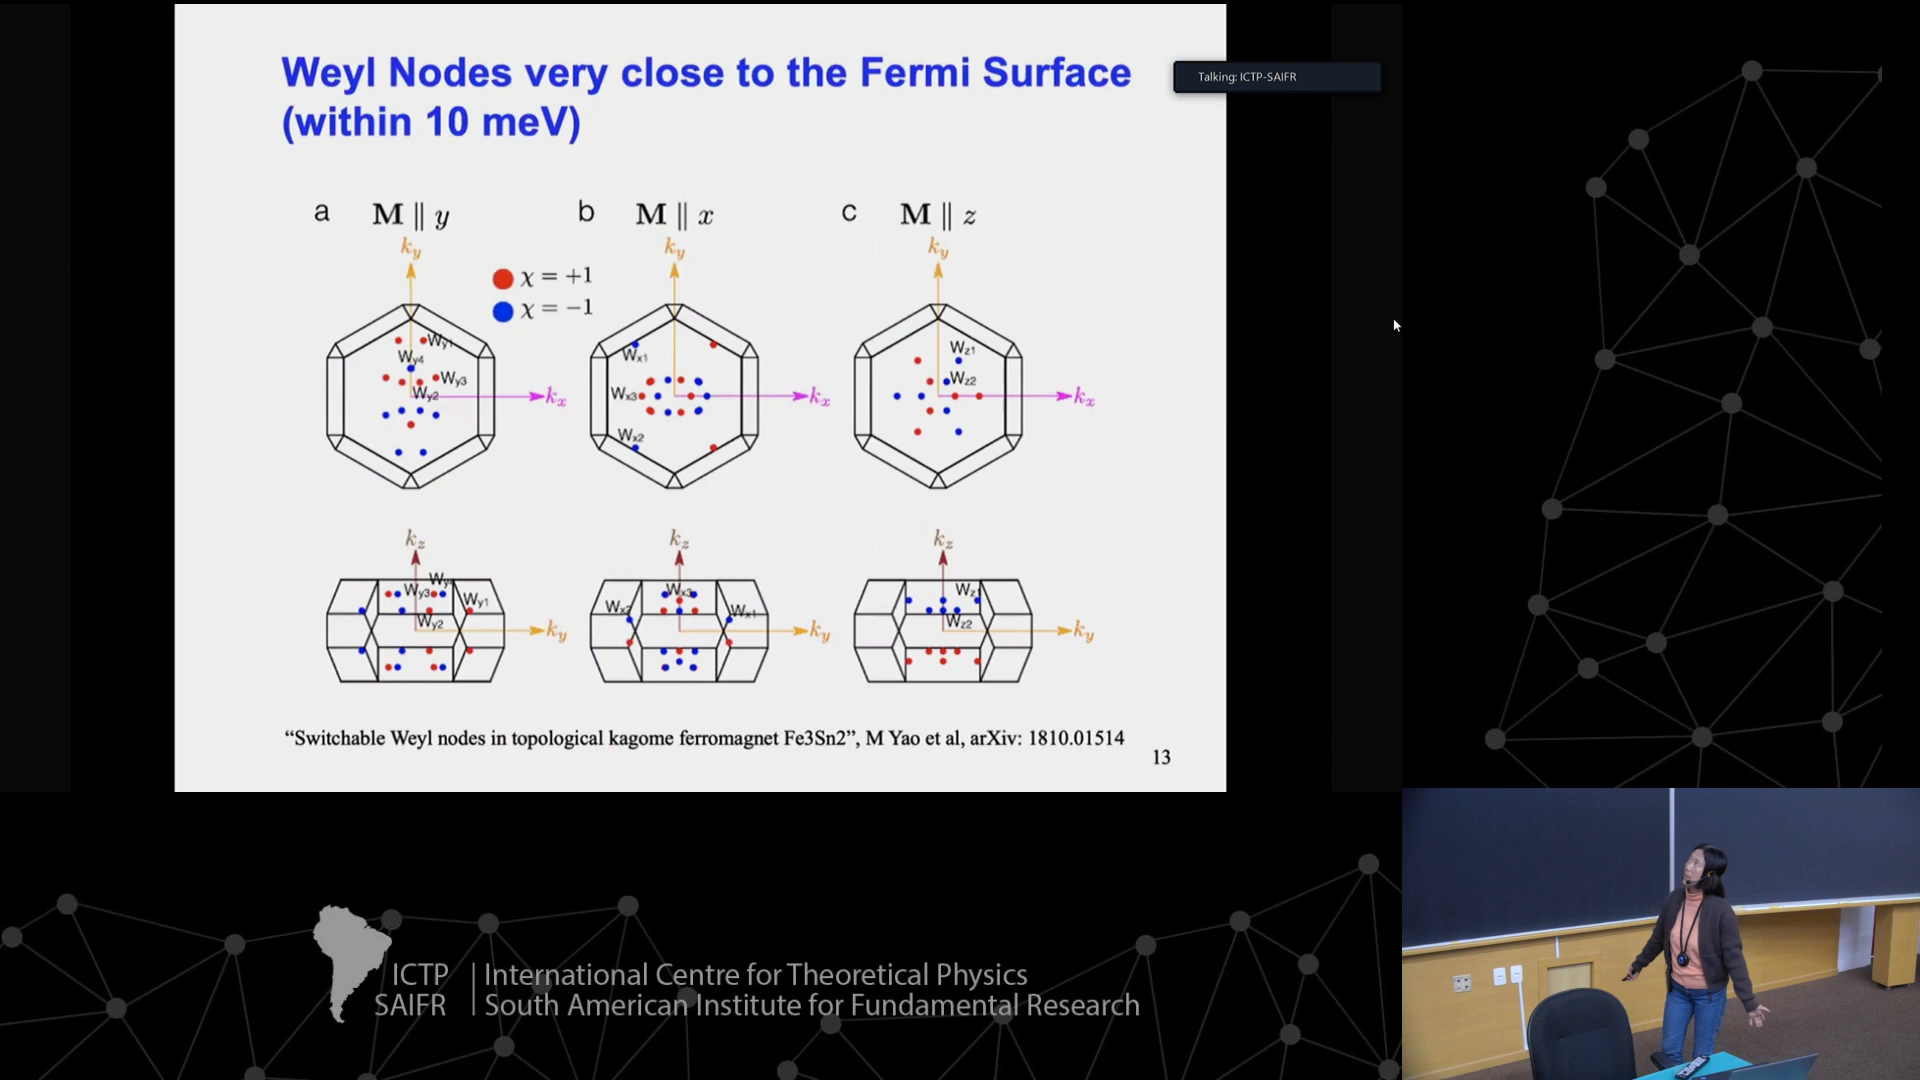 Weyl Nodes very close to the Fermi Surface
(within 10 meV)
Talking: ICTP-SAIFR
a M ∥ y
b M ∥ x
c M ∥ z
k_y
k_y
k_y
χ = +1
χ = −1
W_y1
W_y4
W_y3
W_y2
k_x
W_x1
W_x3
W_x2
k_x
W_z1
W_z2
k_x
k_z
k_z
k_z
W_y3
W_y1
W_y2
k_y
W_x3
W_x1
k_y
W_z2
k_y
“Switchable Weyl nodes in topological kagome ferromagnet Fe3Sn2”, M Yao et al, arXiv: 1810.01514
13
ICTP | International Centre for Theoretical Physics
SAIFR | South American Institute for Fundamental Research